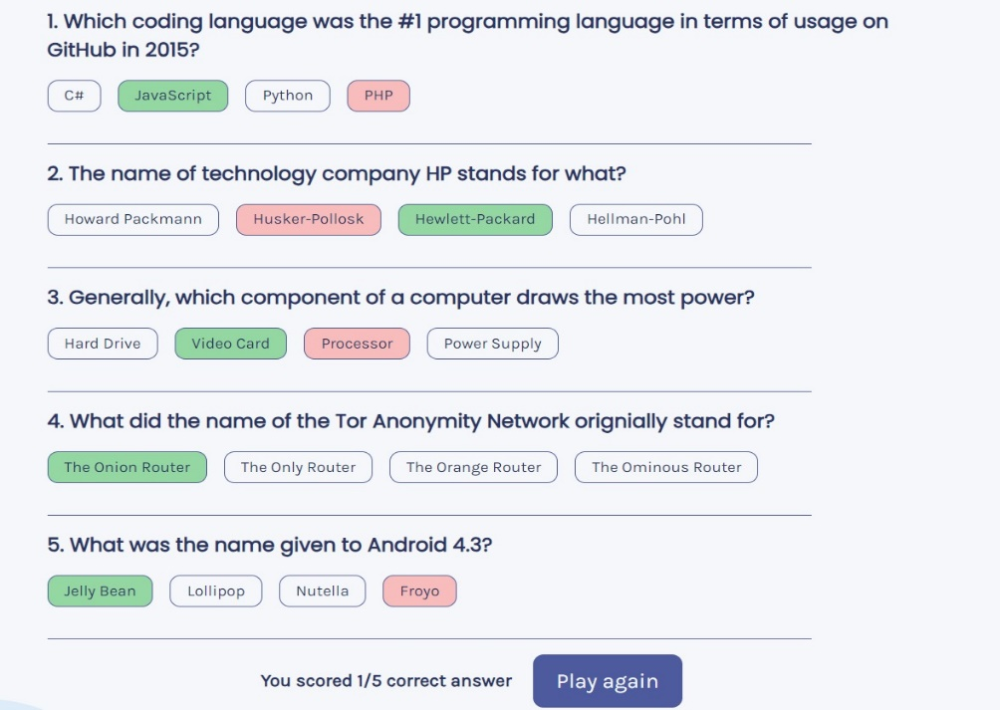 1. Which coding language was the #1 programming language in terms of usage on
GitHub in 2015?
C# JavaScript Python PHP
2. The name of technology company HP stands for what?
Howard Packmann Husker-Pollosk Hewlett-Packard Hellman-Pohl
3. Generally, which component of a computer draws the most power?
Hard Drive Video Card Processor Power Supply
4. What did the name of the Tor Anonymity Network orignially stand for?
The Onion Router The Only Router The Orange Router The Ominous Router
5. What was the name given to Android 4.3?
Jelly Bean Lollipop Nutella Froyo
You scored 1/5 correct answer Play again